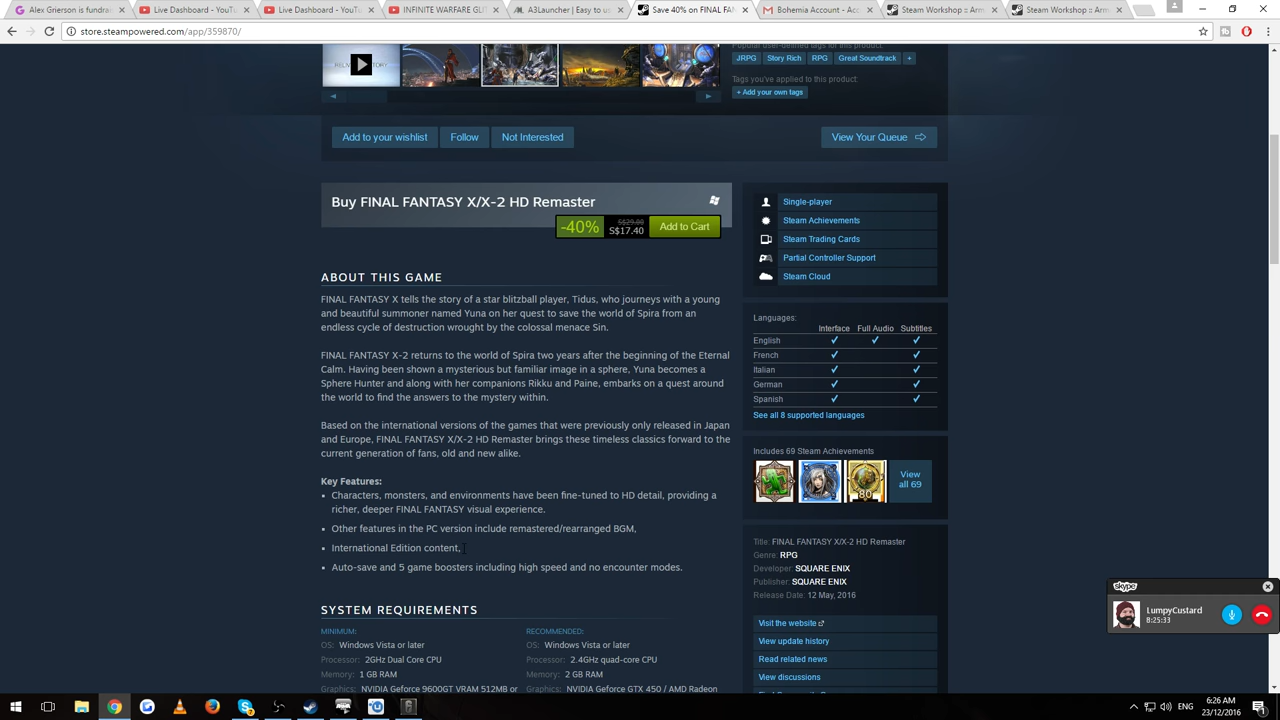 Alex Grierson is fundrai
Live Dashboard - YouTu
Live Dashboard - YouTu
INFINITE WARFARE GLIT
A3Launcher | Easy to us
Save 40% on FINAL FAN
Bohemia Account - Acc
Steam Workshop :: Arm
Steam Workshop :: Arm
store.steampowered.com/app/359870/
Popular user-defined tags for this product:
JRPG Story Rich RPG Great Soundtrack +
Tags you've applied to this product:
+ Add your own tags
Add to your wishlist Follow Not Interested View Your Queue
Buy FINAL FANTASY X/X-2 HD Remaster
-40% S$29.00 S$17.40 Add to Cart
ABOUT THIS GAME
FINAL FANTASY X tells the story of a star blitzball player, Tidus, who journeys with a young
and beautiful summoner named Yuna on her quest to save the world of Spira from an
endless cycle of destruction wrought by the colossal menace Sin.
FINAL FANTASY X-2 returns to the world of Spira two years after the beginning of the Eternal
Calm. Having been shown a mysterious but familiar image in a sphere, Yuna becomes a
Sphere Hunter and along with her companions Rikku and Paine, embarks on a quest around
the world to find the answers to the mystery within.
Based on the international versions of the games that were previously only released in Japan
and Europe, FINAL FANTASY X/X-2 HD Remaster brings these timeless classics forward to the
current generation of fans, old and new alike.
Key Features:
Characters, monsters, and environments have been fine-tuned to HD detail, providing a
richer, deeper FINAL FANTASY visual experience.
Other features in the PC version include remastered/rearranged BGM,
International Edition content,
Auto-save and 5 game boosters including high speed and no encounter modes.
SYSTEM REQUIREMENTS
MINIMUM:
OS: Windows Vista or later
Processor: 2GHz Dual Core CPU
Memory: 1 GB RAM
Graphics: NVIDIA Geforce 9600GT VRAM 512MB or
RECOMMENDED:
OS: Windows Vista or later
Processor: 2.4GHz quad-core CPU
Memory: 2 GB RAM
Graphics: NVIDIA Geforce GTX 450 / AMD Radeon
Single-player
Steam Achievements
Steam Trading Cards
Partial Controller Support
Steam Cloud
Languages:
Interface Full Audio Subtitles
English
French
Italian
German
Spanish
See all 8 supported languages
Includes 69 Steam Achievements
80
View
all 69
Title: FINAL FANTASY X/X-2 HD Remaster
Genre: RPG
Developer: SQUARE ENIX
Publisher: SQUARE ENIX
Release Date: 12 May, 2016
Visit the website
View update history
Read related news
View discussions
skype
LumpyCustard
8:25:33
ENG
6:26 AM
23/12/2016